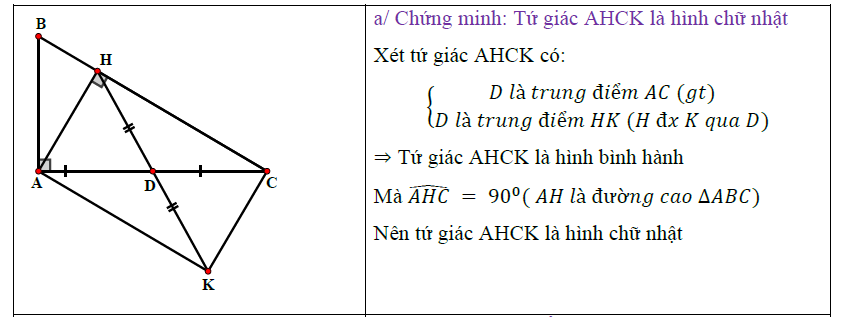 B
H
A
D
C
K
a/ Chứng minh: Tứ giác AHCK là hình chữ nhật
Xét tứ giác AHCK có:
{ D là trung điểm AC (gt)
D là trung điểm HK (H đx K qua D)
⇒ Tứ giác AHCK là hình bình hành
Mà \widehat{AHC} = 90⁰( AH là đường cao ΔABC)
Nên tứ giác AHCK là hình chữ nhật